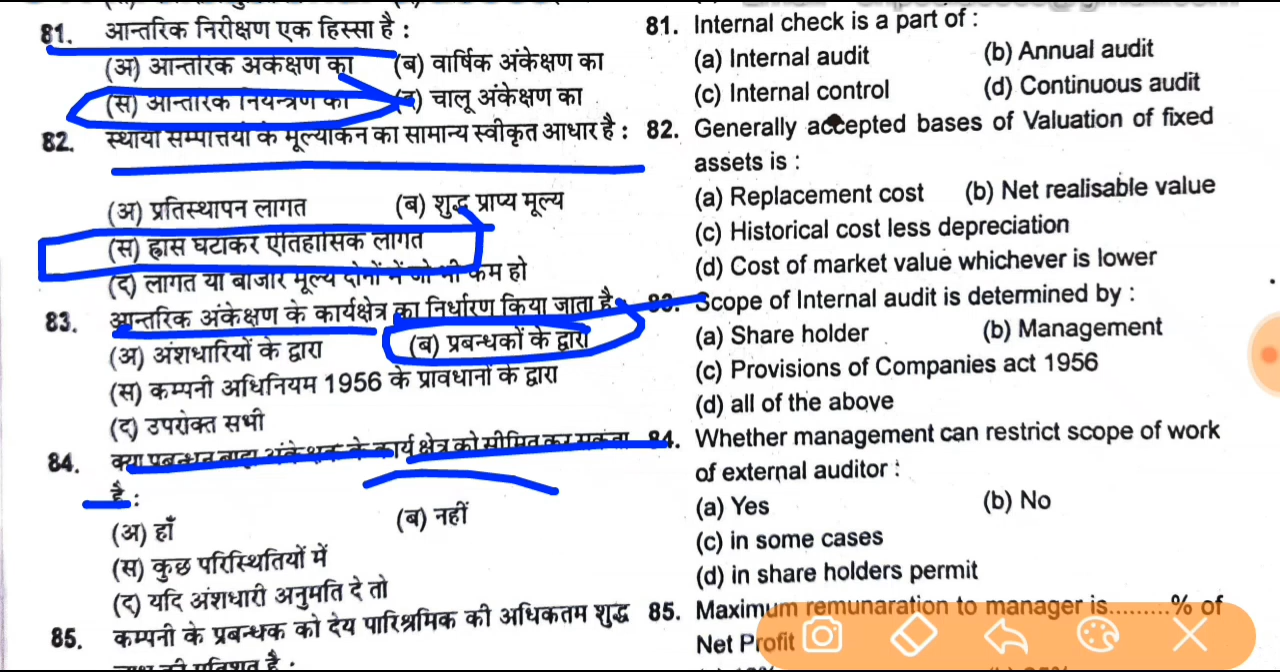 81. आन्तरिक निरीक्षण एक हिस्सा है :
(अ) आन्तरिक अंकेक्षण का (ब) वार्षिक अंकेक्षण का
(स) आन्तरिक नियन्त्रण का (द) चालू अंकेक्षण का
82. स्थायी सम्पत्तियों के मूल्यांकन का सामान्य स्वीकृत आधार है :
(अ) प्रतिस्थापन लागत (ब) शुद्ध प्राप्य मूल्य
(स) ह्रास घटाकर ऐतिहासिक लागत
(द) लागत या बाजार मूल्य दोनों में जो भी कम हो
83. आन्तरिक अंकेक्षण के कार्यक्षेत्र का निर्धारण किया जाता है :
(अ) अंशधारियों के द्वारा (ब) प्रबन्धकों के द्वारा
(स) कम्पनी अधिनियम 1956 के प्रावधानों के द्वारा
(द) उपरोक्त सभी
84. क्या प्रबन्धन बाह्य अंकेक्षक के कार्य क्षेत्र को सीमित कर सकता
है :
(अ) हाँ (ब) नहीं
(स) कुछ परिस्थितियों में
(द) यदि अंशधारी अनुमति दे तो
85. कम्पनी के प्रबन्धक को देय पारिश्रमिक की अधिकतम शुद्ध
81. Internal check is a part of :
(a) Internal audit (b) Annual audit
(c) Internal control (d) Continuous audit
82. Generally accepted bases of Valuation of fixed
assets is :
(a) Replacement cost (b) Net realisable value
(c) Historical cost less depreciation
(d) Cost of market value whichever is lower
83. Scope of Internal audit is determined by :
(a) Share holder (b) Management
(c) Provisions of Companies act 1956
(d) all of the above
84. Whether management can restrict scope of work
of external auditor :
(a) Yes (b) No
(c) in some cases
(d) in share holders permit
85. Maximum remunaration to manager is.........% of
Net Profit